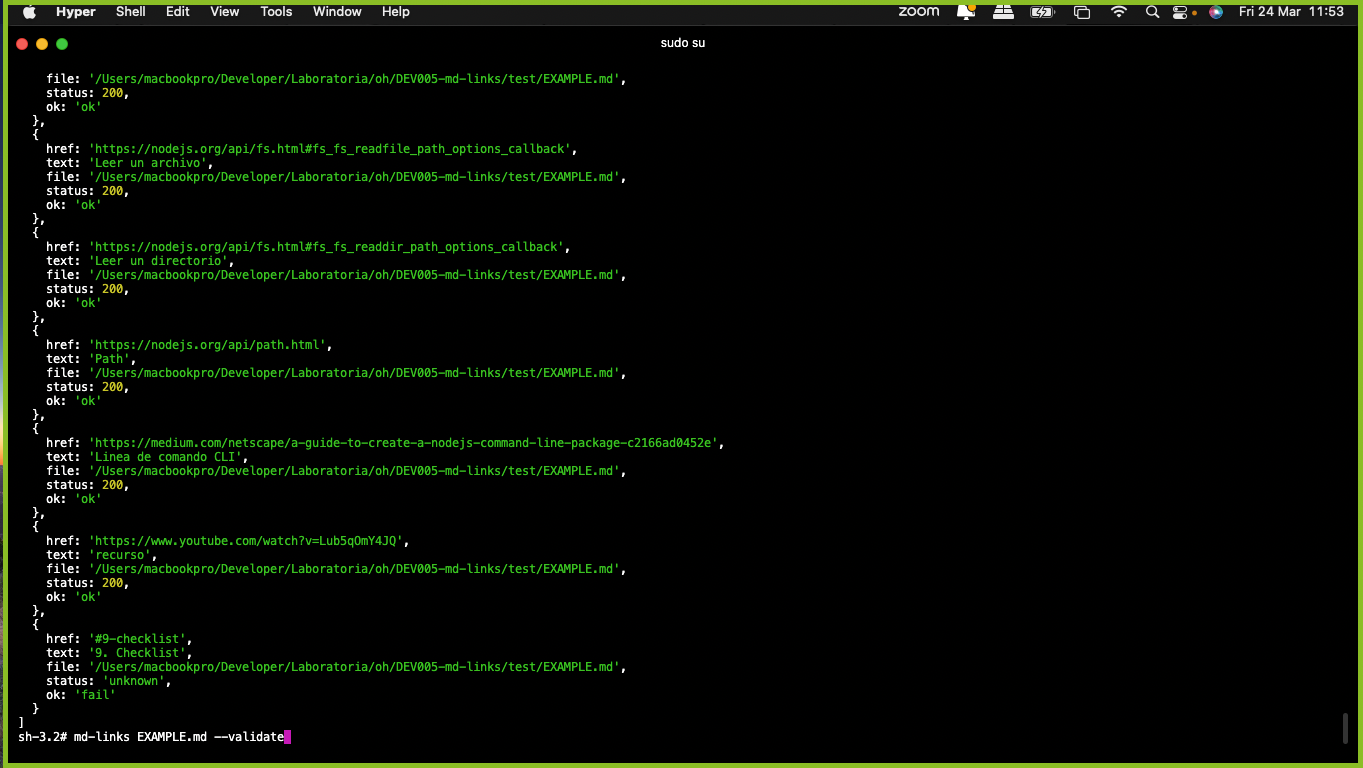 Hyper Shell Edit View Tools Window Help zoom Fri 24 Mar 11:53
sudo su
file: '/Users/macbookpro/Developer/Laboratoria/oh/DEV005-md-links/test/EXAMPLE.md',
status: 200,
ok: 'ok'
},
{
href: 'https://nodejs.org/api/fs.html#fs_fs_readfile_path_options_callback',
text: 'Leer un archivo',
file: '/Users/macbookpro/Developer/Laboratoria/oh/DEV005-md-links/test/EXAMPLE.md',
status: 200,
ok: 'ok'
},
{
href: 'https://nodejs.org/api/fs.html#fs_fs_readdir_path_options_callback',
text: 'Leer un directorio',
file: '/Users/macbookpro/Developer/Laboratoria/oh/DEV005-md-links/test/EXAMPLE.md',
status: 200,
ok: 'ok'
},
{
href: 'https://nodejs.org/api/path.html',
text: 'Path',
file: '/Users/macbookpro/Developer/Laboratoria/oh/DEV005-md-links/test/EXAMPLE.md',
status: 200,
ok: 'ok'
},
{
href: 'https://medium.com/netscape/a-guide-to-create-a-nodejs-command-line-package-c2166ad0452e',
text: 'Linea de comando CLI',
file: '/Users/macbookpro/Developer/Laboratoria/oh/DEV005-md-links/test/EXAMPLE.md',
status: 200,
ok: 'ok'
},
{
href: 'https://www.youtube.com/watch?v=Lub5qOmY4JQ',
text: 'recurso',
file: '/Users/macbookpro/Developer/Laboratoria/oh/DEV005-md-links/test/EXAMPLE.md',
status: 200,
ok: 'ok'
},
{
href: '#9-checklist',
text: '9. Checklist',
file: '/Users/macbookpro/Developer/Laboratoria/oh/DEV005-md-links/test/EXAMPLE.md',
status: 'unknown',
ok: 'fail'
}
]
sh-3.2# md-links EXAMPLE.md --validate